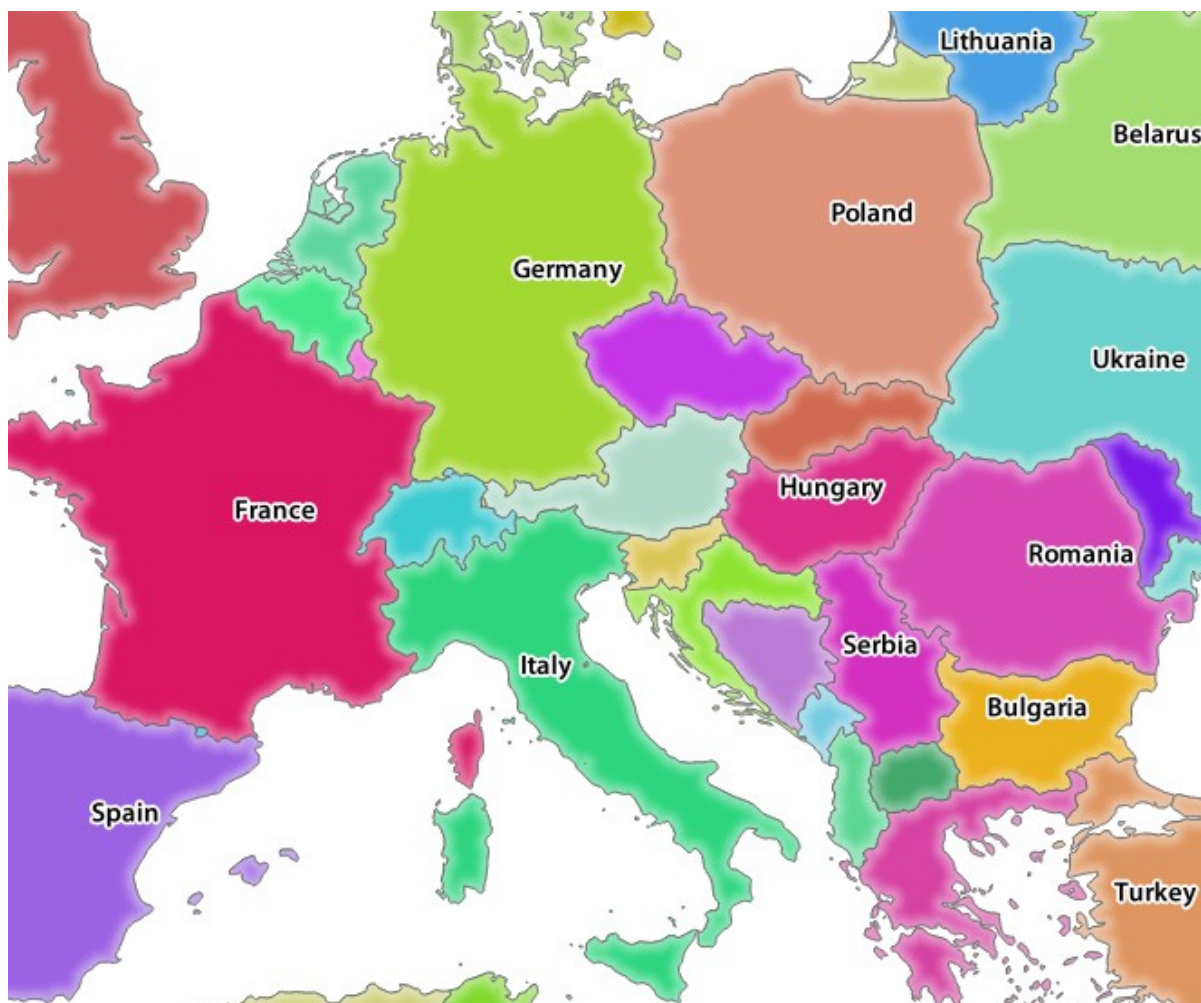 Lithuania
Belarus
Poland
Germany
Ukraine
Hungary
France
Romania
Serbia
Italy
Bulgaria
Spain
Turkey